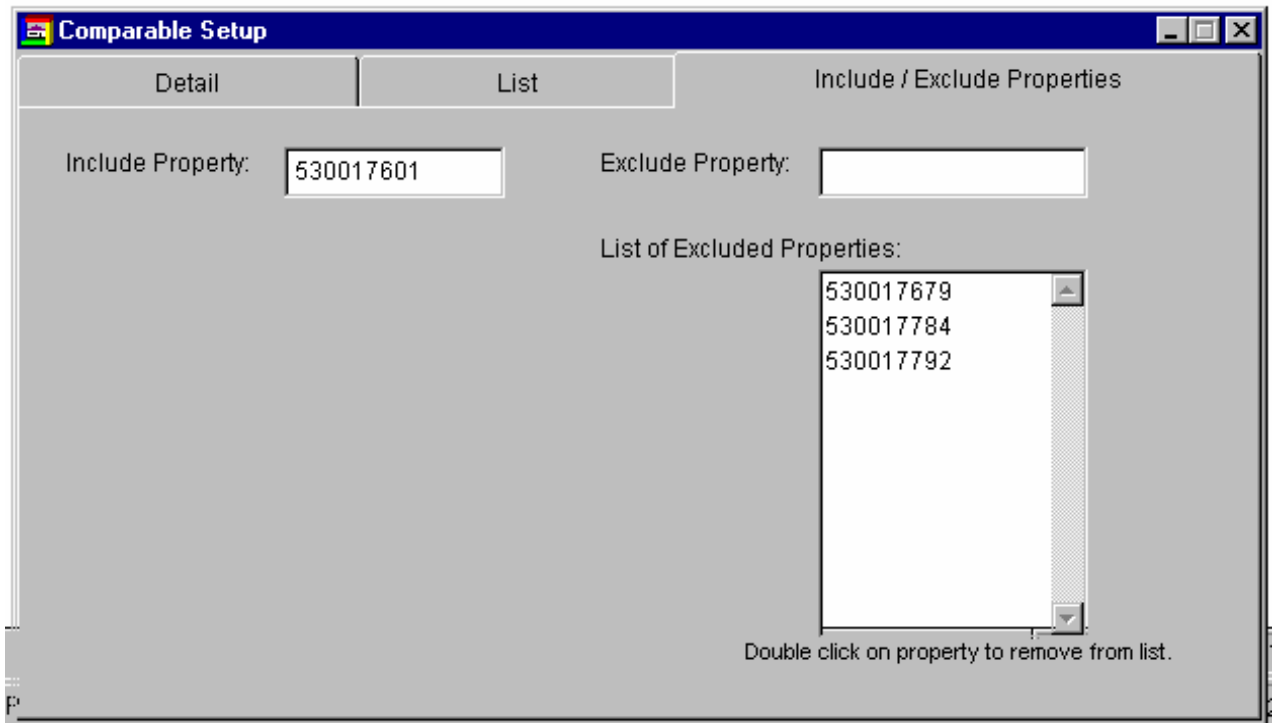 Comparable Setup
Detail
List
Include / Exclude Properties
Include Property:
530017601
Exclude Property:
List of Excluded Properties:
530017679
530017784
530017792
Double click on property to remove from list.
P